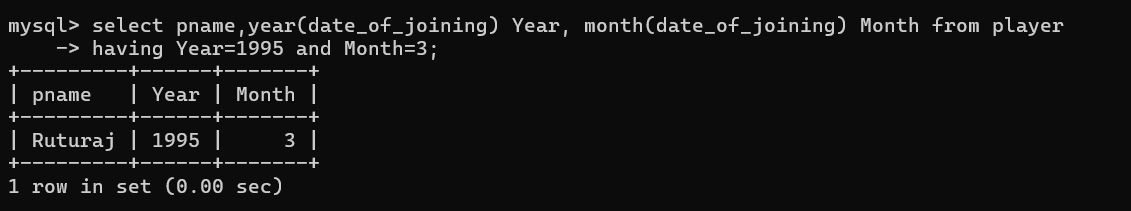 mysql> select pname,year(date_of_joining) Year, month(date_of_joining) Month from player
    -> having Year=1995 and Month=3;
+---------+------+-------+
| pname   | Year | Month |
+---------+------+-------+
| Ruturaj | 1995 |     3 |
+---------+------+-------+
1 row in set (0.00 sec)